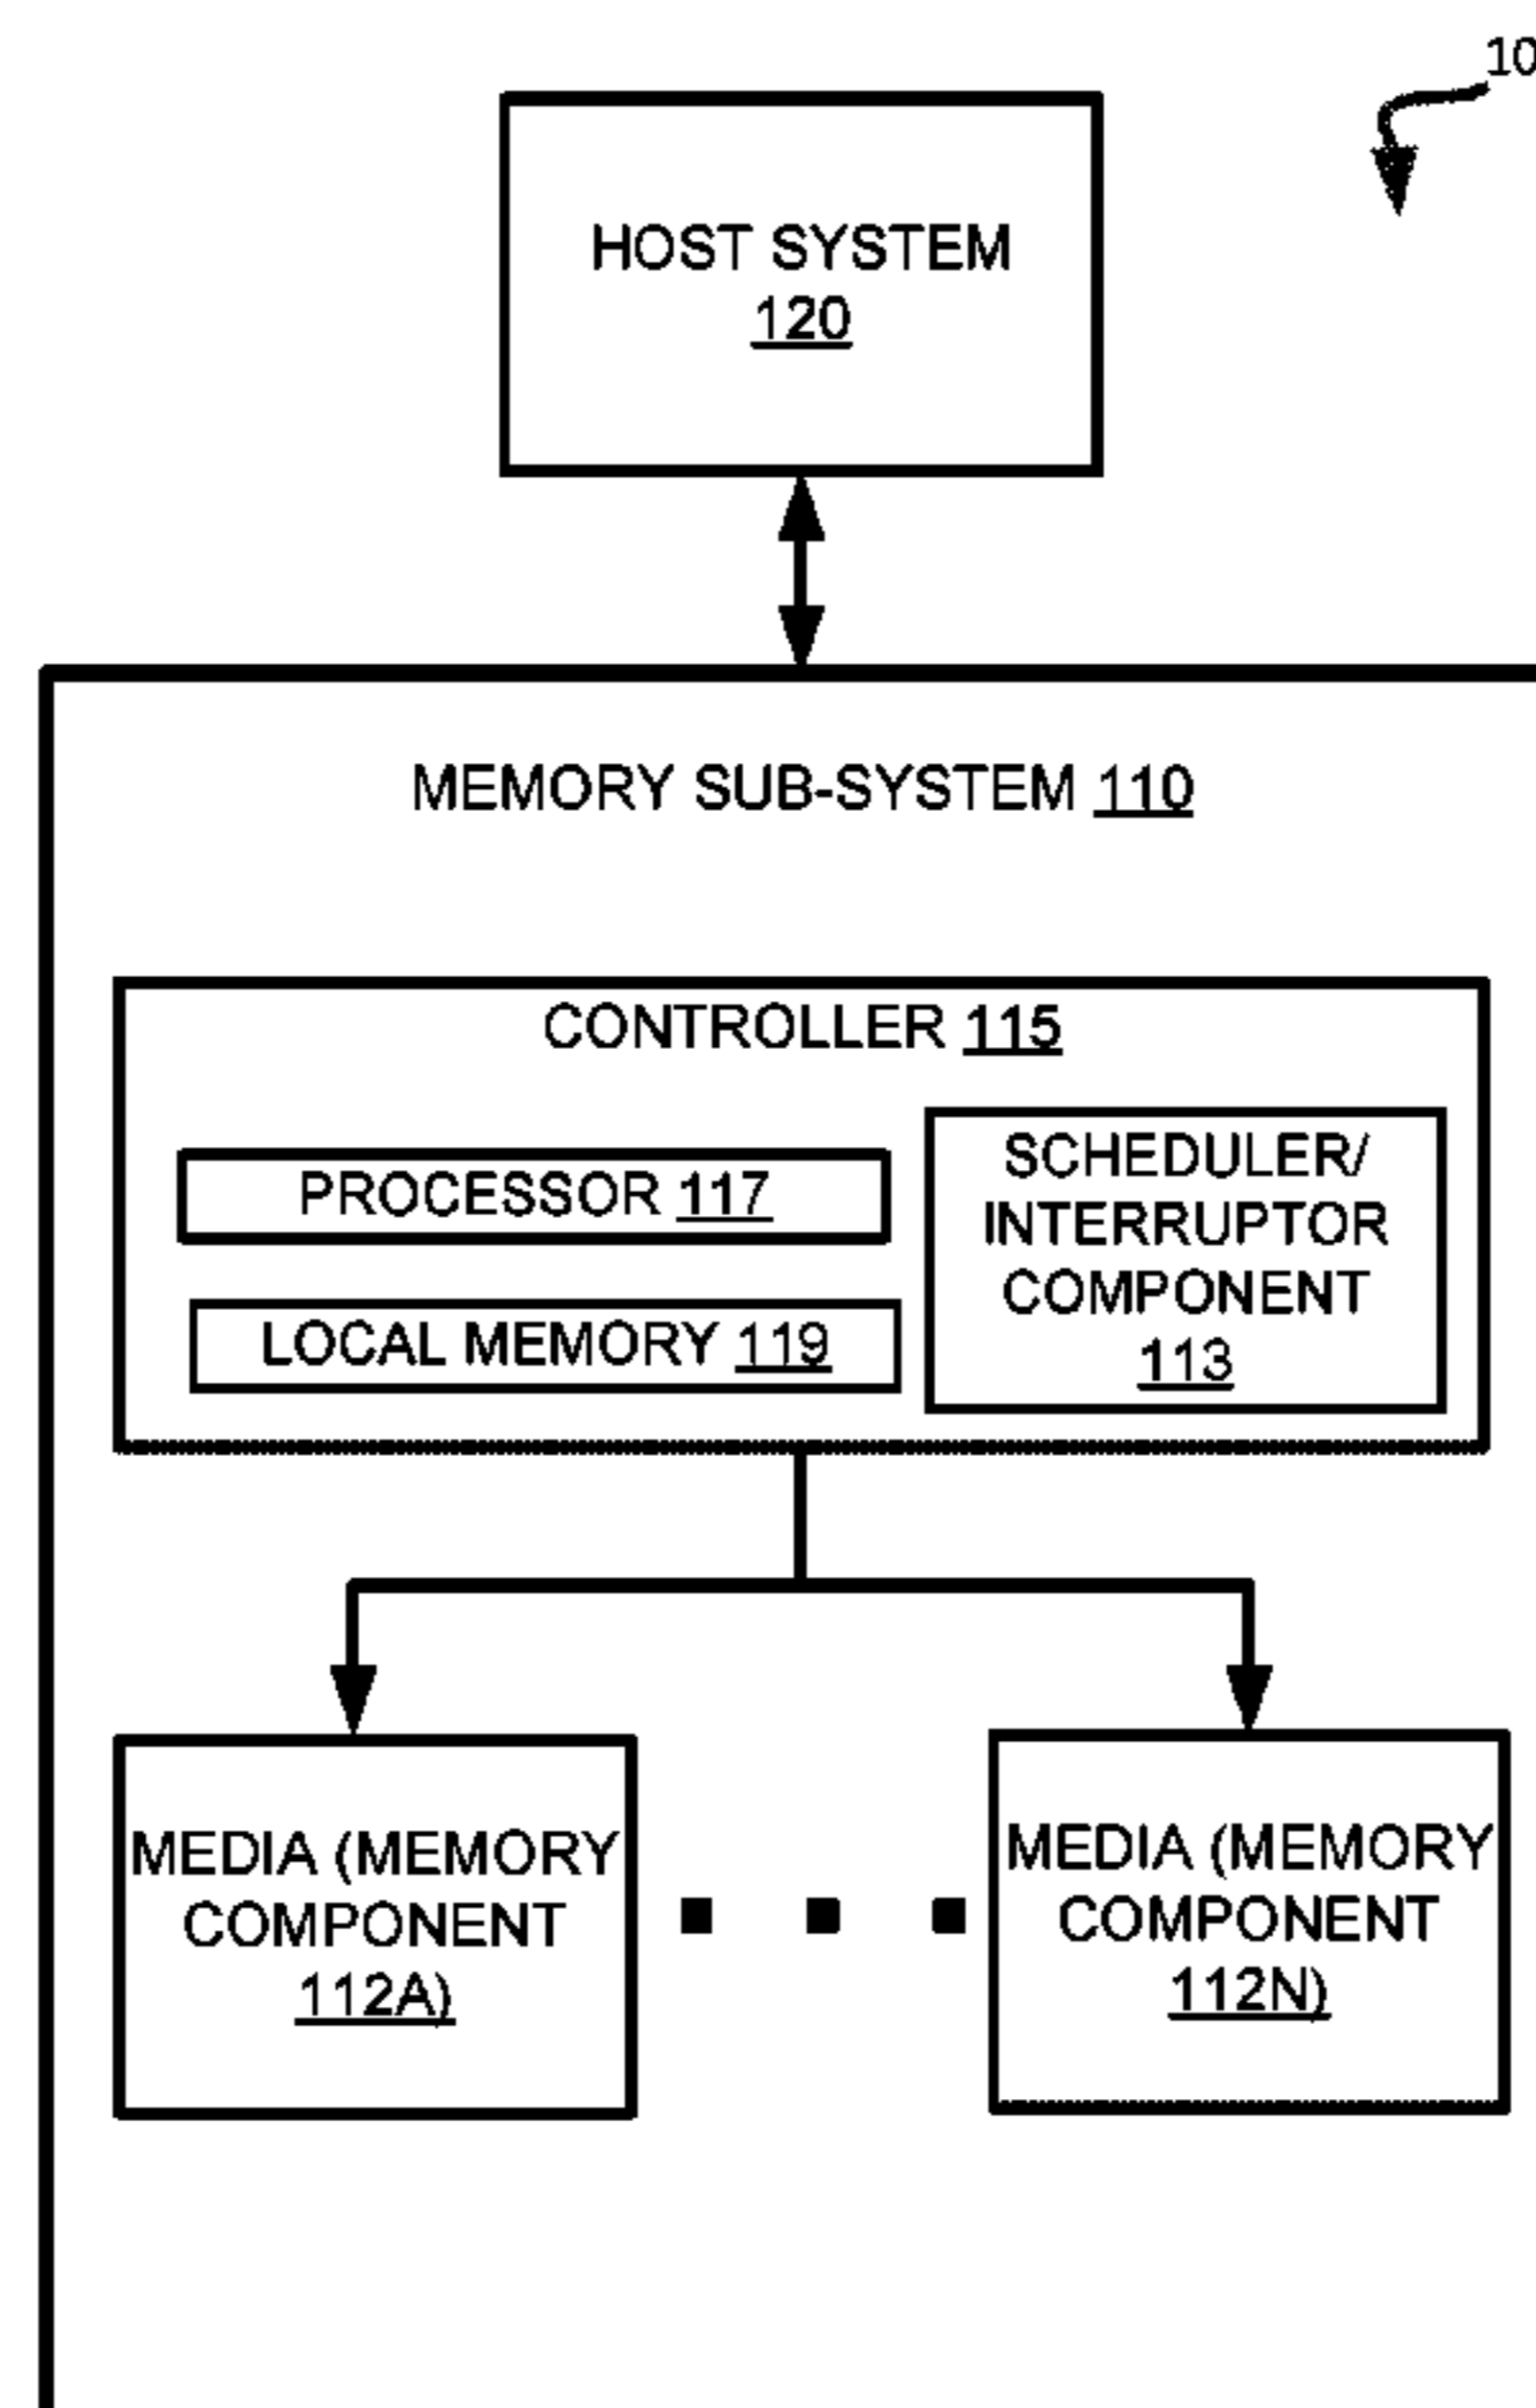 10
HOST SYSTEM
120
MEMORY SUB-SYSTEM 110
CONTROLLER 115
PROCESSOR 117
LOCAL MEMORY 119
SCHEDULER/
INTERRUPTOR
COMPONENT
113
MEDIA (MEMORY
COMPONENT
112A)
MEDIA (MEMORY
COMPONENT
112N)